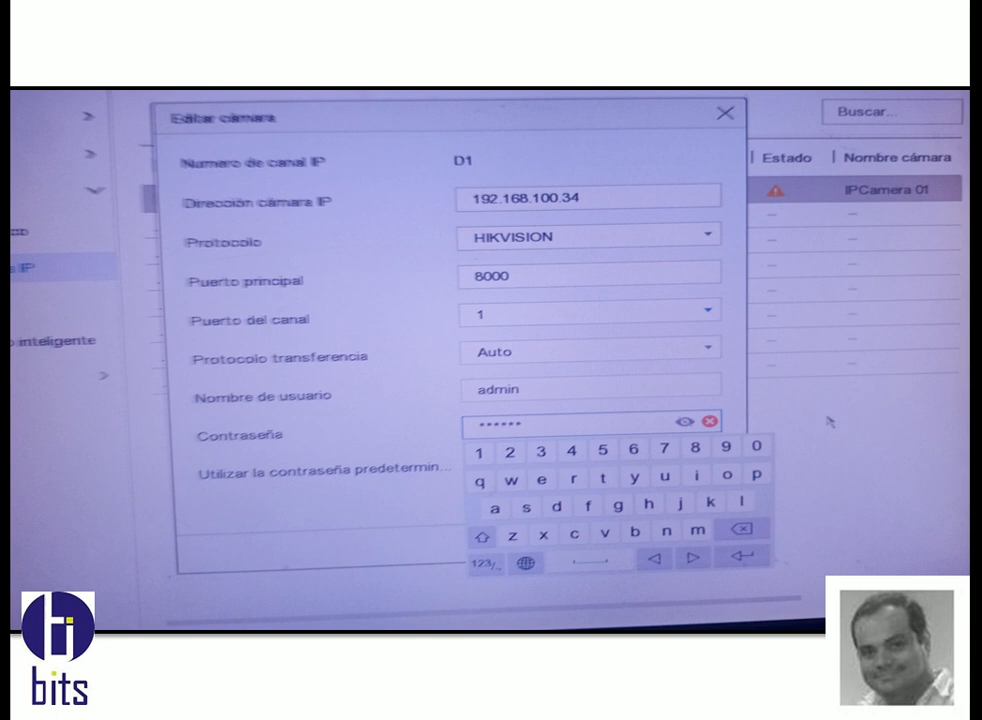 Editar cámara
Buscar...
Numero de canal IP
D1
Estado
Nombre cámara
Dirección cámara IP
192.168.100.34
IPCamera 01
Protocolo
HIKVISION
Puerto principal
8000
IP
Puerto del canal
1
inteligente
Protocolo transferencia
Auto
Nombre de usuario
admin
Contraseña
******
Utilizar la contraseña predetermin...
1 2 3 4 5 6 7 8 9 0
q w e r t y u i o p
a s d f g h j k l
z x c v b n m
123/,.
bits